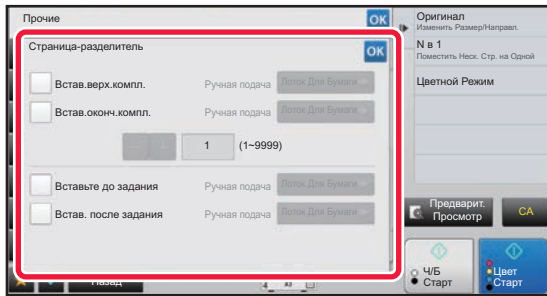 Прочие
OK
Страница-разделитель
OK
Встав.верх.компл.
Ручная подача
Лоток Для Бумаги
Встав.оконч.компл.
Ручная подача
Лоток Для Бумаги
1
(1~9999)
Вставьте до задания
Ручная подача
Лоток Для Бумаги
Встав. после задания
Ручная подача
Лоток Для Бумаги
Назад
Оригинал
Изменить Размер/Направл.
N в 1
Поместить Неск. Стр. на Одной
Цветной Режим
Предварит.
Просмотр
CA
Ч/Б
Старт
Цвет
Старт